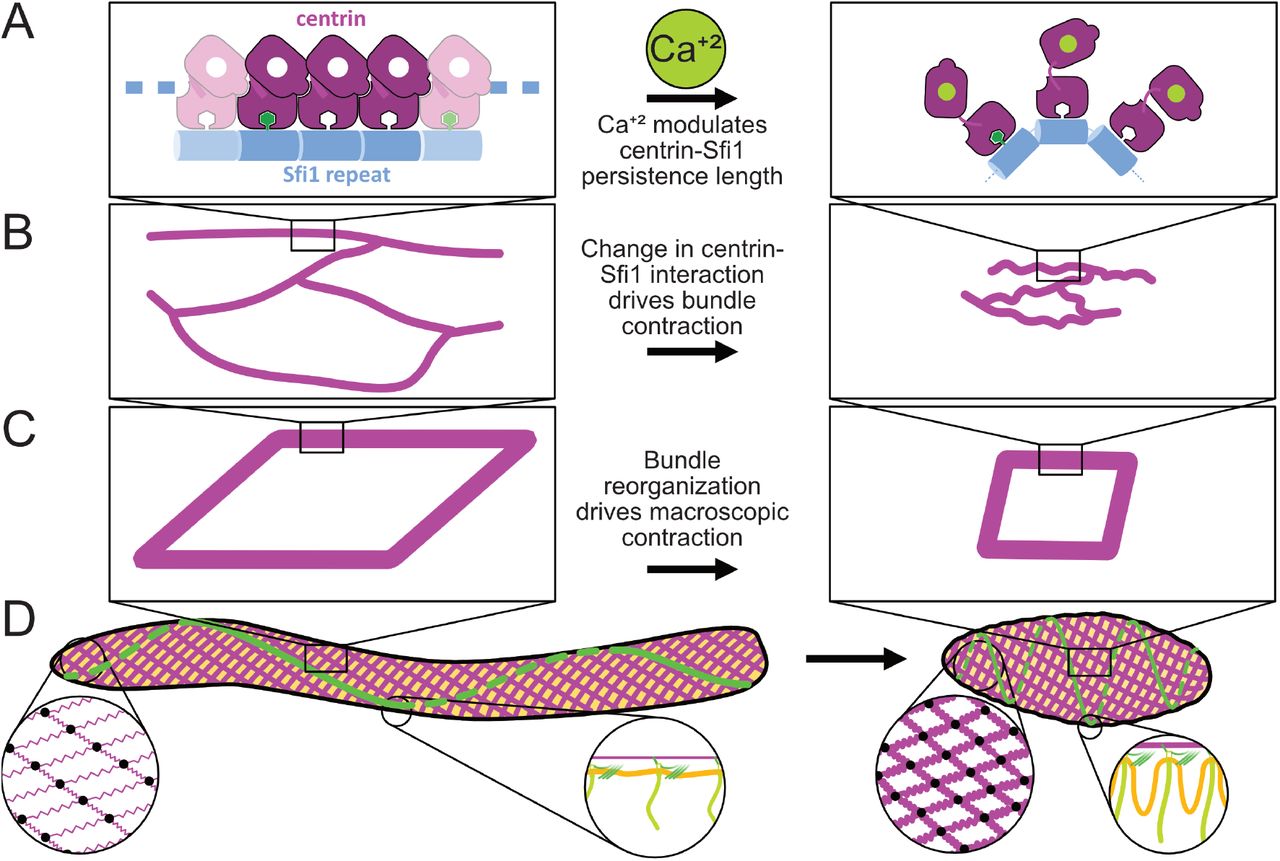 A
centrin
Sfi1 repeat
Ca⁺²
Ca⁺² modulates
centrin-Sfi1
persistence length
B
Change in centrin-
Sfi1 interaction
drives bundle
contraction
C
Bundle
reorganization
drives macroscopic
contraction
D